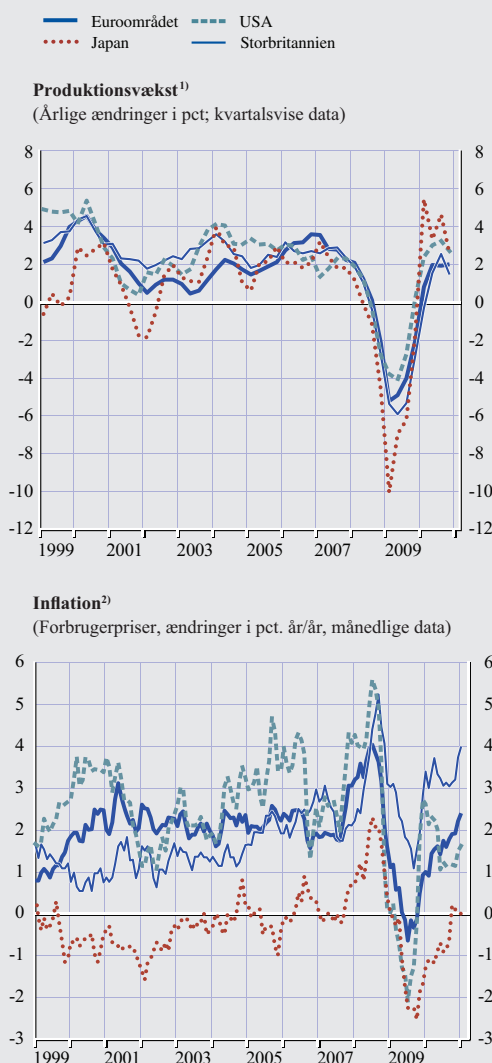 Euroområdet USA
Japan Storbritannien
Produktionsvækst1)
(Årlige ændringer i pct; kvartalsvise data)
8 8
6 6
4 4
2 2
0 0
-2 -2
-4 -4
-6 -6
-8 -8
-10 -10
-12 -12
1999 2001 2003 2005 2007 2009
Inflation2)
(Forbrugerpriser, ændringer i pct. år/år, månedlige data)
6 6
5 5
4 4
3 3
2 2
1 1
0 0
-1 -1
-2 -2
-3 -3
1999 2001 2003 2005 2007 2009